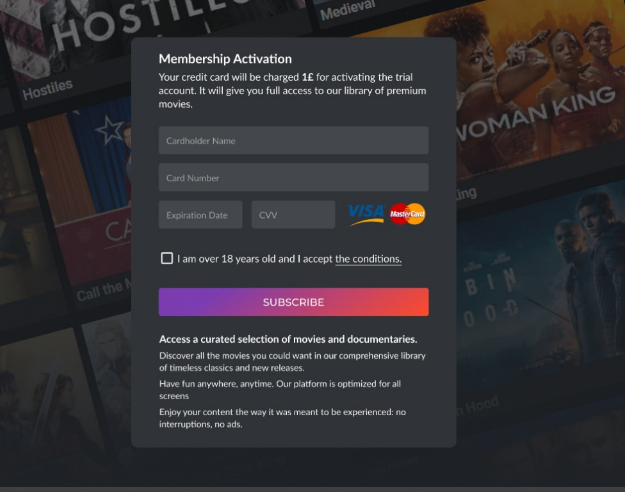 HOSTILES
Medieval
Hostiles
WOMAN KING
Membership Activation
Your credit card will be charged 1£ for activating the trial
account. It will give you full access to our library of premium
movies.
Cardholder Name
Card Number
Expiration Date
CVV
VISA
MasterCard
CA
King
Call the
I am over 18 years old and I accept the conditions.
BIN
OOD
SUBSCRIBE
Access a curated selection of movies and documentaries.
Discover all the movies you could want in our comprehensive library
of timeless classics and new releases.
Have fun anywhere, anytime. Our platform is optimized for all
screens
n Hood
Enjoy your content the way it was meant to be experienced: no
interruptions, no ads.